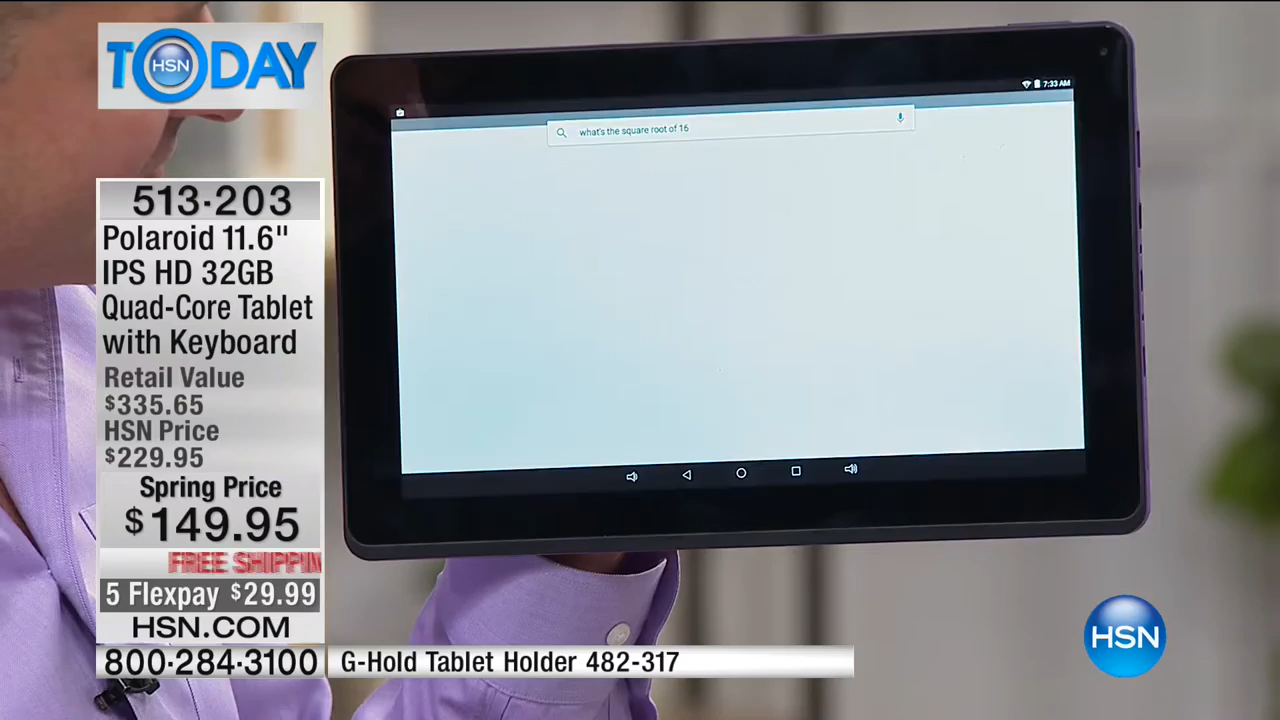 TODAY
HSN
513-203
Polaroid 11.6"
IPS HD 32GB
Quad-Core Tablet
with Keyboard
Retail Value
$335.65
HSN Price
$229.95
Spring Price
$149.95
FREE SHIPPIN
5 Flexpay $29.99
HSN.COM
800-284-3100
G-Hold Tablet Holder 482-317
7:33 AM
what's the square root of 16
HSN